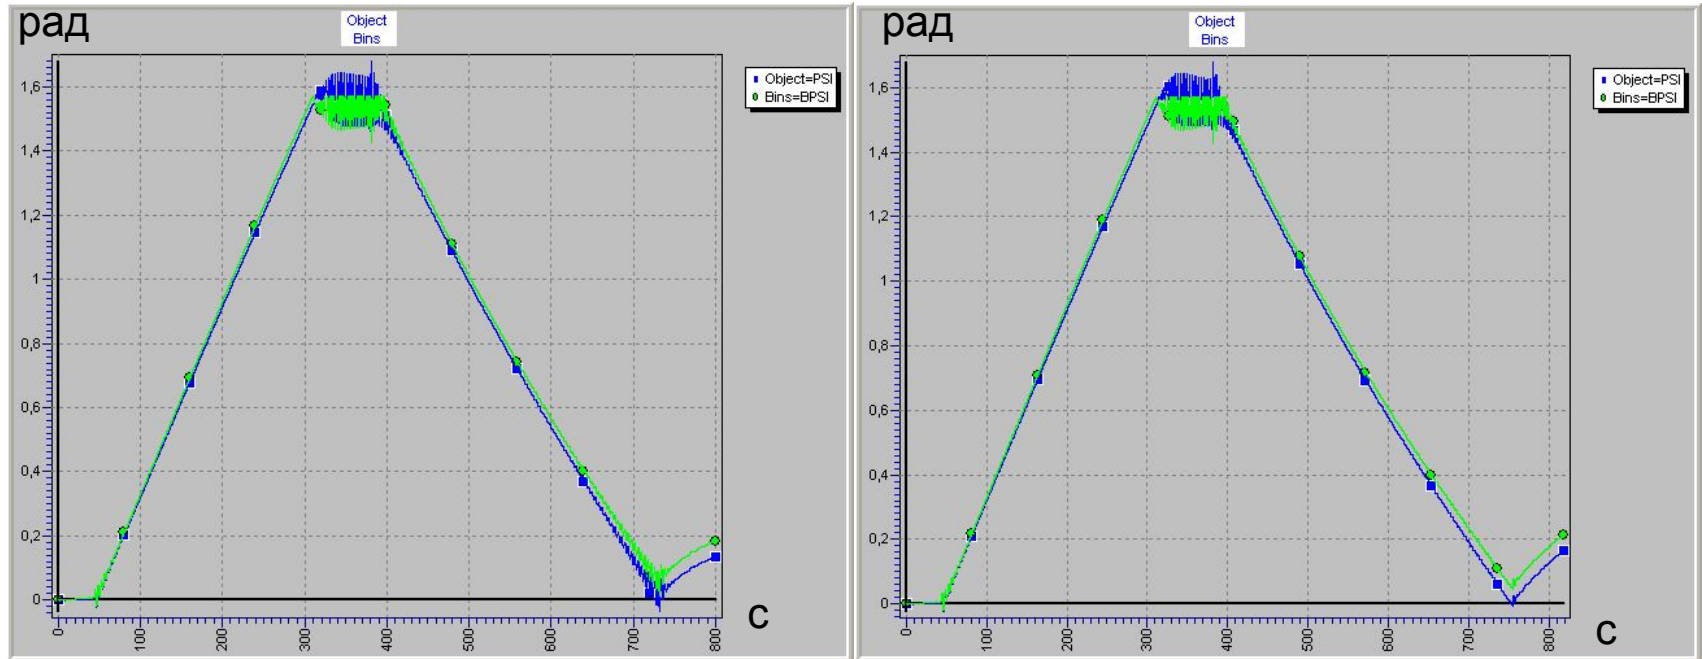 рад
Object
Bins
Object=PSI
Bins=BPSI
1,6
1,4
1,2
1
0,8
0,6
0,4
0,2
0
0 100 200 300 400 500 600 700 800
с
рад
Object
Bins
Object=PSI
Bins=BPSI
1,6
1,4
1,2
1
0,8
0,6
0,4
0,2
0
0 100 200 300 400 500 600 700 800
с